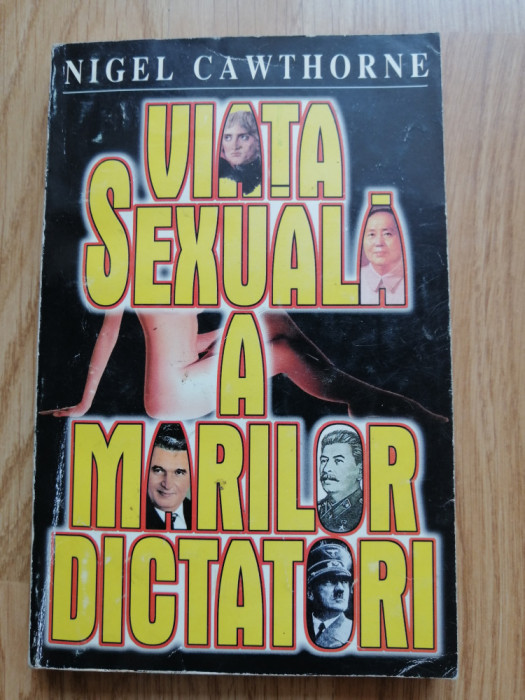 NIGEL CAWTHORNE
VIAȚA
SEXUALĂ
A
MARILOR
DICTATORI